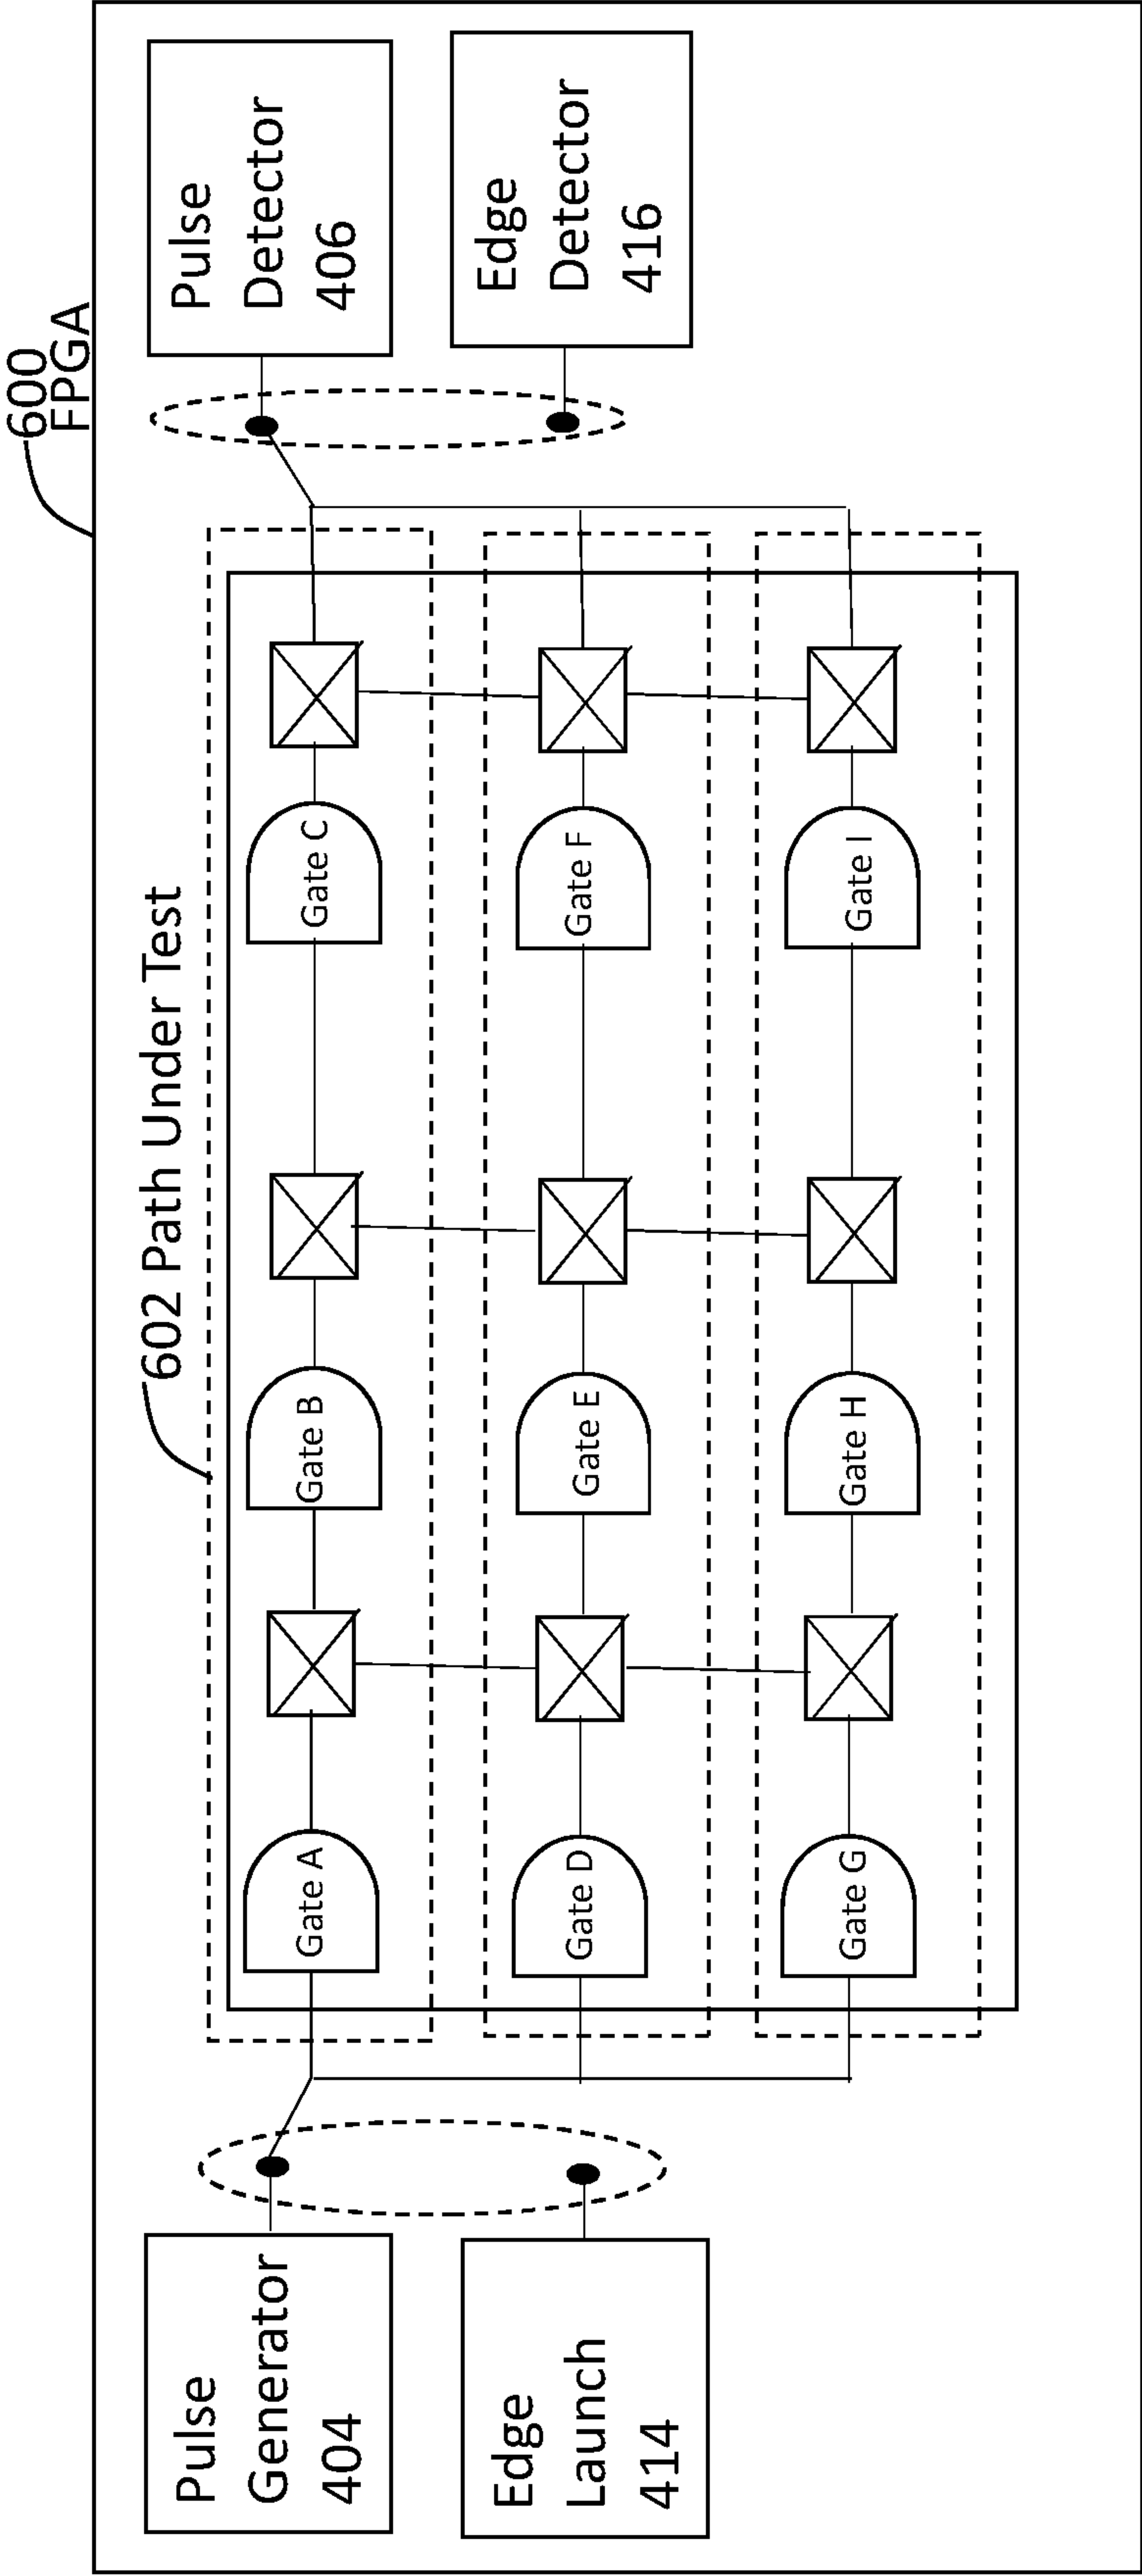 600
FPGA
602 Path Under Test
Pulse
Generator
404
Edge
Launch
414
Gate A
Gate B
Gate C
Gate D
Gate E
Gate F
Gate G
Gate H
Gate I
Pulse
Detector
406
Edge
Detector
416